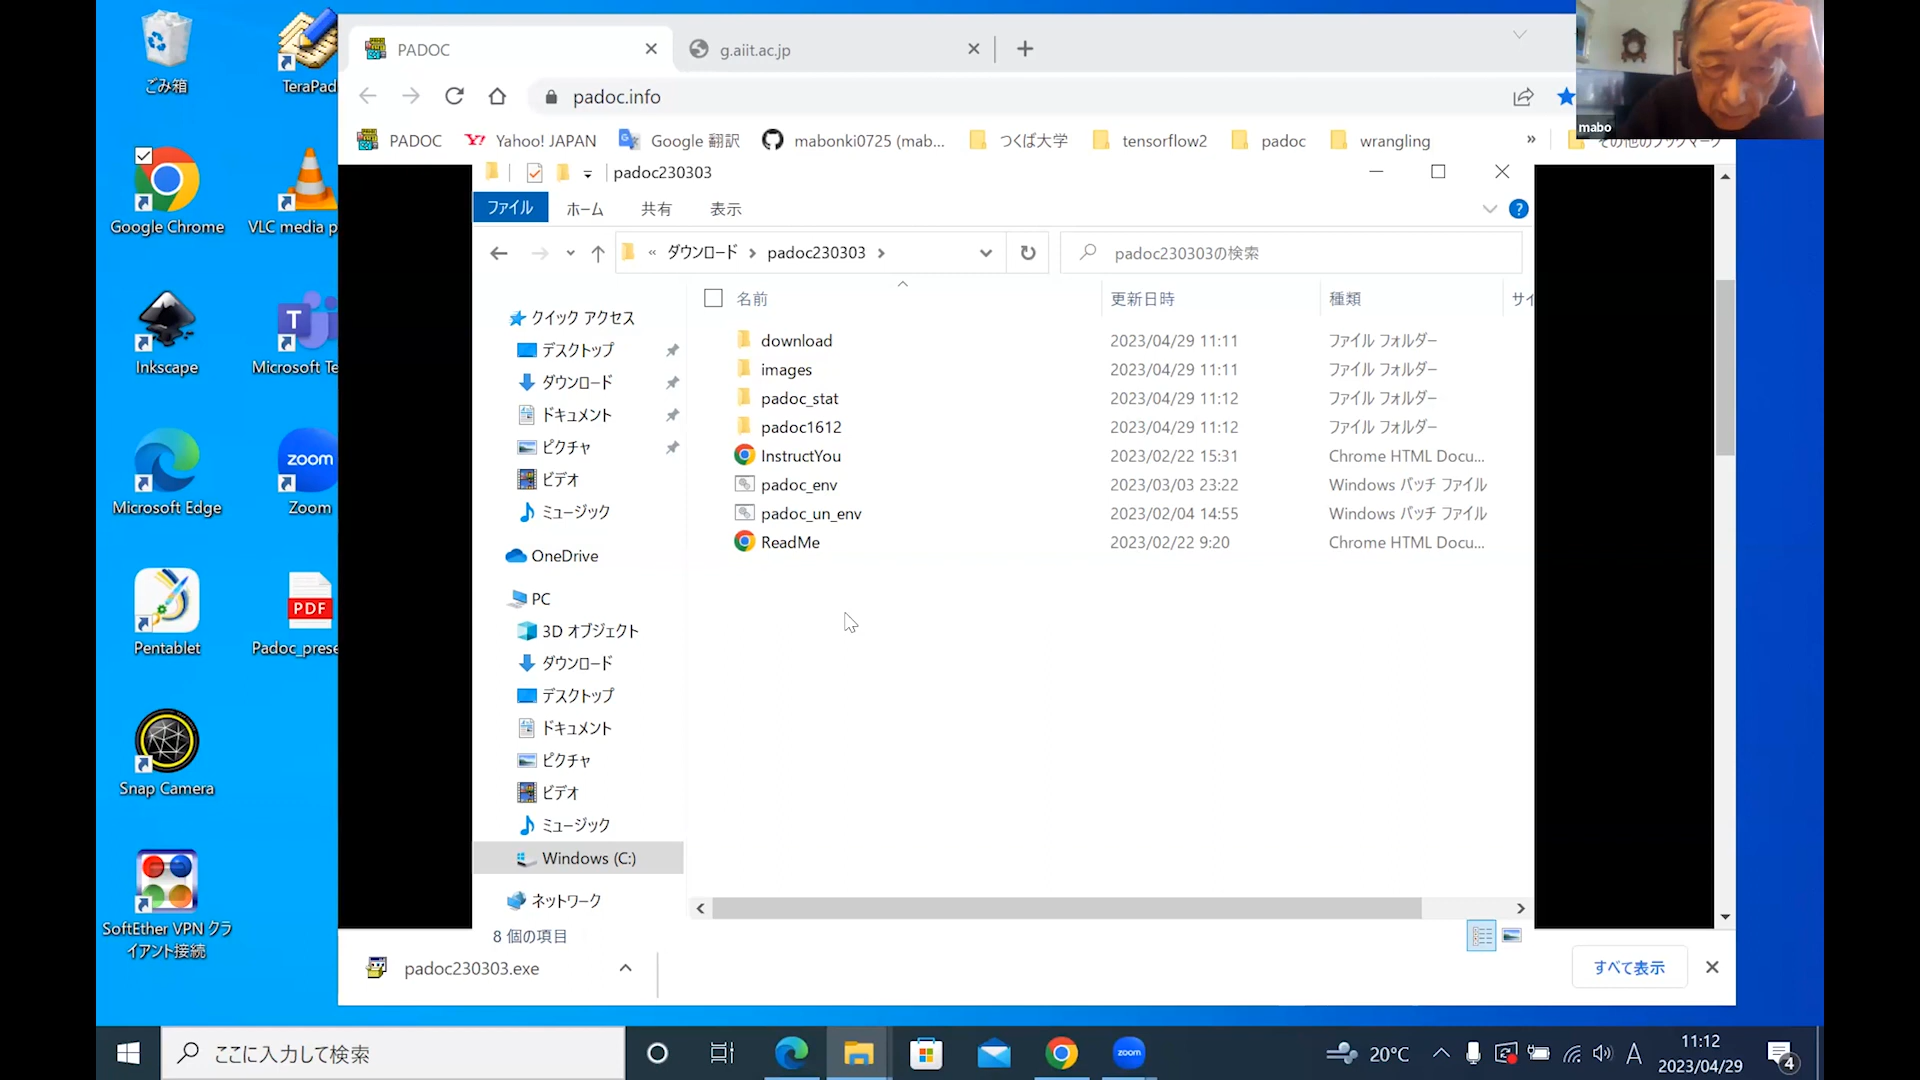 ごみ箱
TeraPad
Google Chrome
VLC media p
Inkscape
Microsoft Te
Microsoft Edge
zoom
Zoom
Pentablet
PDF
Padoc_prese
Snap Camera
SoftEther VPN クラ
イアント接続
PADOC
g.aiit.ac.jp
padoc.info
PADOC
Yahoo! JAPAN
Google 翻訳
mabonki0725 (mab...
つくば大学
tensorflow2
padoc
wrangling
»
その他のブックマーク
mabo
padoc230303
ファイル
ホーム
共有
表示
« ダウンロード > padoc230303 >
padoc230303の検索
名前 更新日時 種類 サイ
download 2023/04/29 11:11 ファイル フォルダー
images 2023/04/29 11:11 ファイル フォルダー
padoc_stat 2023/04/29 11:12 ファイル フォルダー
padoc1612 2023/04/29 11:12 ファイル フォルダー
InstructYou 2023/02/22 15:31 Chrome HTML Docu...
padoc_env 2023/03/03 23:22 Windows バッチ ファイル
padoc_un_env 2023/02/04 14:55 Windows バッチ ファイル
ReadMe 2023/02/22 9:20 Chrome HTML Docu...
クイック アクセス
デスクトップ
ダウンロード
ドキュメント
ピクチャ
ビデオ
ミュージック
OneDrive
PC
3D オブジェクト
ダウンロード
デスクトップ
ドキュメント
ピクチャ
ビデオ
ミュージック
Windows (C:)
ネットワーク
8 個の項目
padoc230303.exe
すべて表示
ここに入力して検索
zoom
20°C
A
11:12
2023/04/29
4